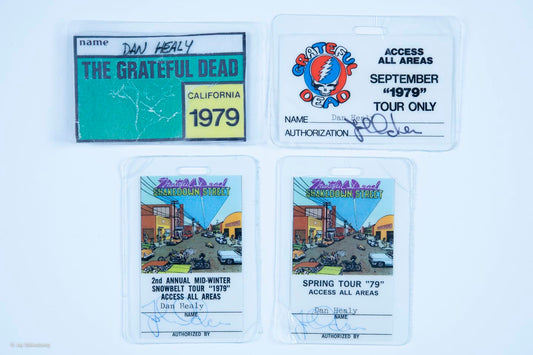 name DAN HEALY
THE GRATEFUL DEAD
CALIFORNIA
1979
GRATEFUL
DEAD
ACCESS
ALL AREAS
SEPTEMBER
"1979"
TOUR ONLY
NAME Dan Healy
AUTHORIZATION
Grateful Dead
SHAKEDOWN STREET
2nd ANNUAL MID-WINTER
SNOWBELT TOUR "1979"
ACCESS ALL AREAS
Dan Healy
NAME
AUTHORIZED BY
Grateful Dead
SHAKEDOWN STREET
SPRING TOUR "79"
ACCESS ALL AREAS
Dan Healy
NAME
AUTHORIZED BY